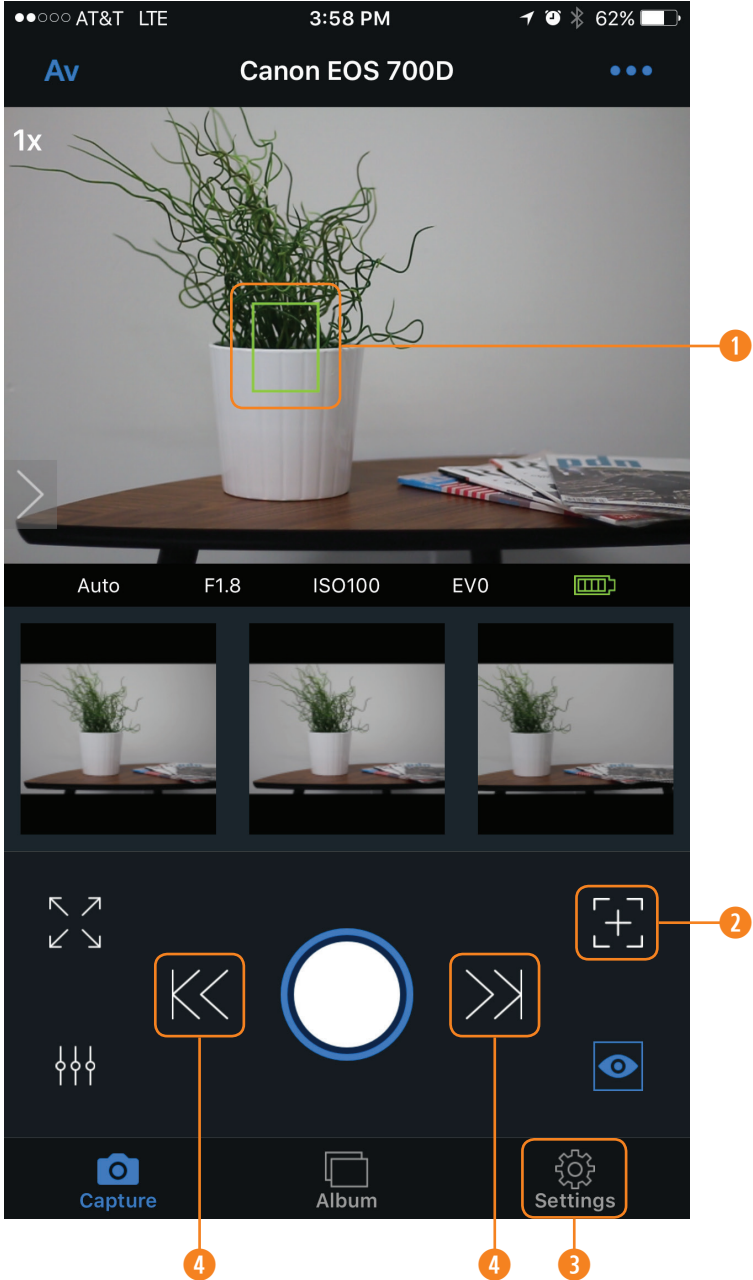 AT&T LTE 3:58 PM 62%
Av Canon EOS 700D
1x
1
pdn
Auto F1.8 ISO100 EV0
2
Capture Album Settings
4 4 3